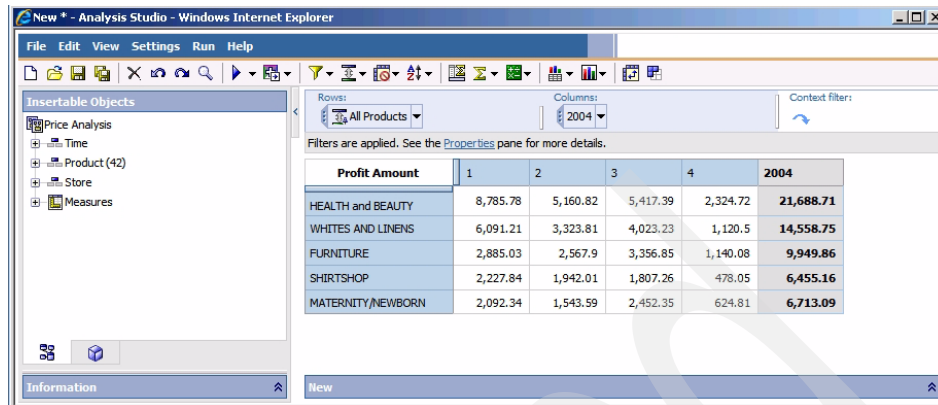 New * - Analysis Studio - Windows Internet Explorer
File Edit View Settings Run Help
Insertable Objects
Price Analysis
Time
Product (42)
Store
Measures
Information
Rows: Columns: Context filter:
All Products 2004
Filters are applied. See the Properties pane for more details.
Profit Amount 1 2 3 4 2004
HEALTH and BEAUTY 8,785.78 5,160.82 5,417.39 2,324.72 21,688.71
WHITES AND LINENS 6,091.21 3,323.81 4,023.23 1,120.5 14,558.75
FURNITURE 2,885.03 2,567.9 3,356.85 1,140.08 9,949.86
SHIRTSHOP 2,227.84 1,942.01 1,807.26 478.05 6,455.16
MATERNITY/NEWBORN 2,092.34 1,543.59 2,452.35 624.81 6,713.09
New